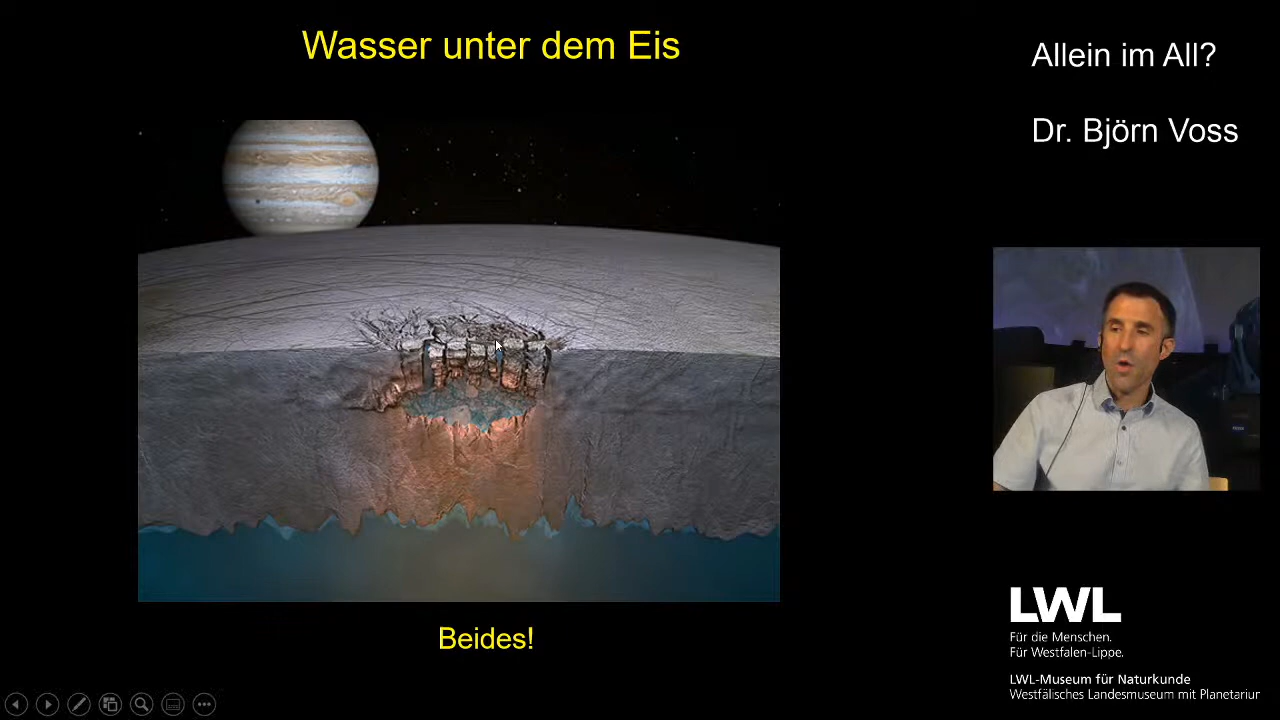 Wasser unter dem Eis
Beides!
Allein im All?
Dr. Björn Voss
LWL
Für die Menschen.
Für Westfalen-Lippe.
LWL-Museum für Naturkunde
Westfälisches Landesmuseum mit Planetariur